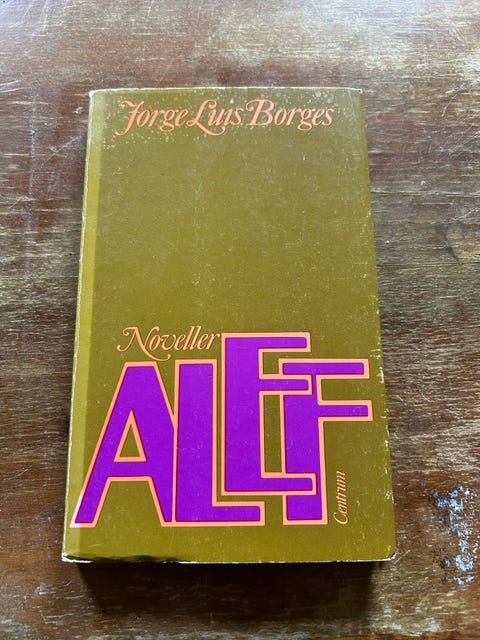 Jorge Luis Borges
Noveller
ALEF
Centrum